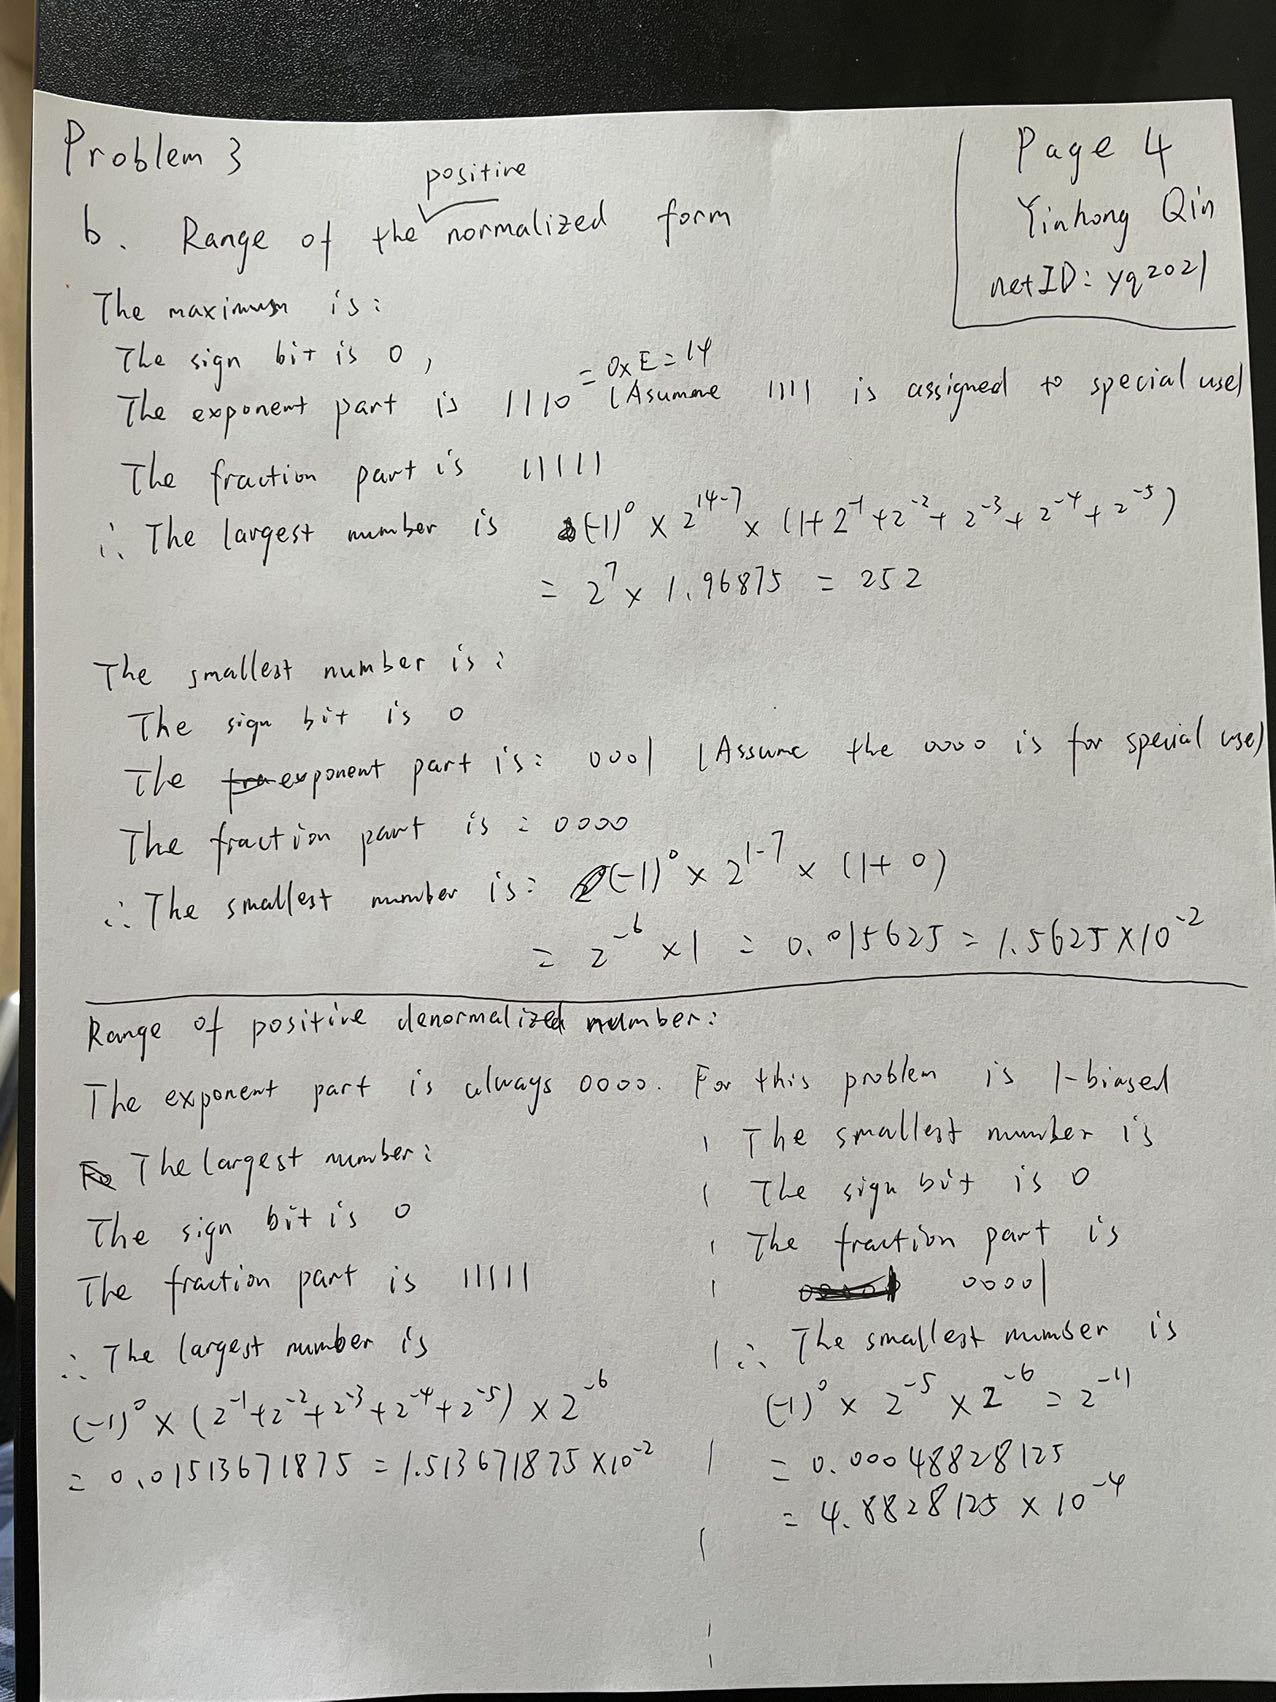 Problem 3
Page 4
Yinhong Qin
netID: yq2021
positive
b. Range of the normalized form
The maximum is:
The sign bit is 0,
= 0xE = 14
The exponent part is 1110 (Asumme 1111 is assigned to special use)
The fraction part is 11111
∴ The largest number is (-1)⁰ × 2¹⁴⁻⁷ × (1+2⁻¹+2⁻²+2⁻³+2⁻⁴+2⁻⁵)
= 2⁷ × 1.96875 = 252
The smallest number is:
The sign bit is 0
The exponent part is: 0001 (Assume the 0000 is for special use)
The fraction part is: 0000
∴ The smallest number is: (-1)⁰ × 2¹⁻⁷ × (1+0)
= 2⁻⁶ × 1 = 0.015625 = 1.5625×10⁻²
Range of positive denormalized number:
The exponent part is always 0000. For this problem is 1-biased
The largest number:
The sign bit is 0
The fraction part is 11111
∴ The largest number is
(-1)⁰ × (2⁻¹+2⁻²+2⁻³+2⁻⁴+2⁻⁵) × 2⁻⁶
= 0.01513671875 = 1.513671875×10⁻²
The smallest number is
The sign bit is 0
The fraction part is
00001
∴ The smallest number is
(-1)⁰ × 2⁻⁵ × 2⁻⁶ = 2⁻¹¹
= 0.00048828125
= 4.8828125 × 10⁻⁴